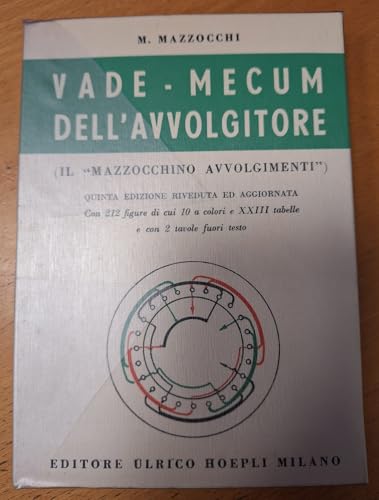 M. MAZZOCCHI
VADE - MECUM
DELL'AVVOLGITORE
(IL "MAZZOCCHINO AVVOLGIMENTI")
QUINTA EDIZIONE RIVEDUTA ED AGGIORNATA
Con 212 figure di cui 10 a colori e XXIII tabelle
e con 2 tavole fuori testo
EDITORE ULRICO HOEPLI MILANO